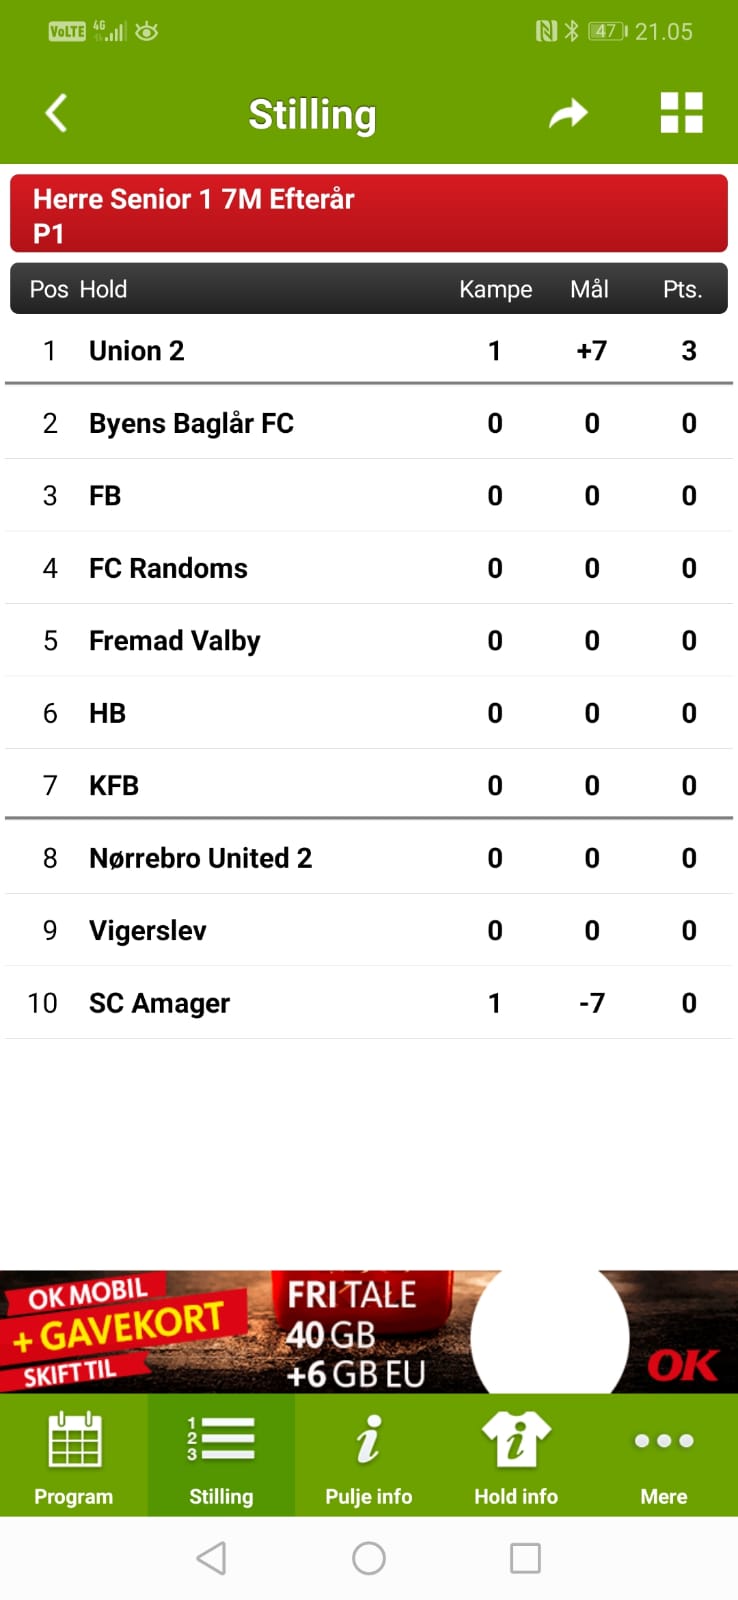 VoLTE 4G 47 21.05
Stilling
Herre Senior 1 7M Efterår
P1
Pos Hold Kampe Mål Pts.
1 Union 2 1 +7 3
2 Byens Baglår FC 0 0 0
3 FB 0 0 0
4 FC Randoms 0 0 0
5 Fremad Valby 0 0 0
6 HB 0 0 0
7 KFB 0 0 0
8 Nørrebro United 2 0 0 0
9 Vigerslev 0 0 0
10 SC Amager 1 -7 0
OK MOBIL
+ GAVEKORT
SKIFT TIL
FRI TALE
40 GB
+6 GB EU
OK
1
2
3
Program Stilling Pulje info Hold info Mere